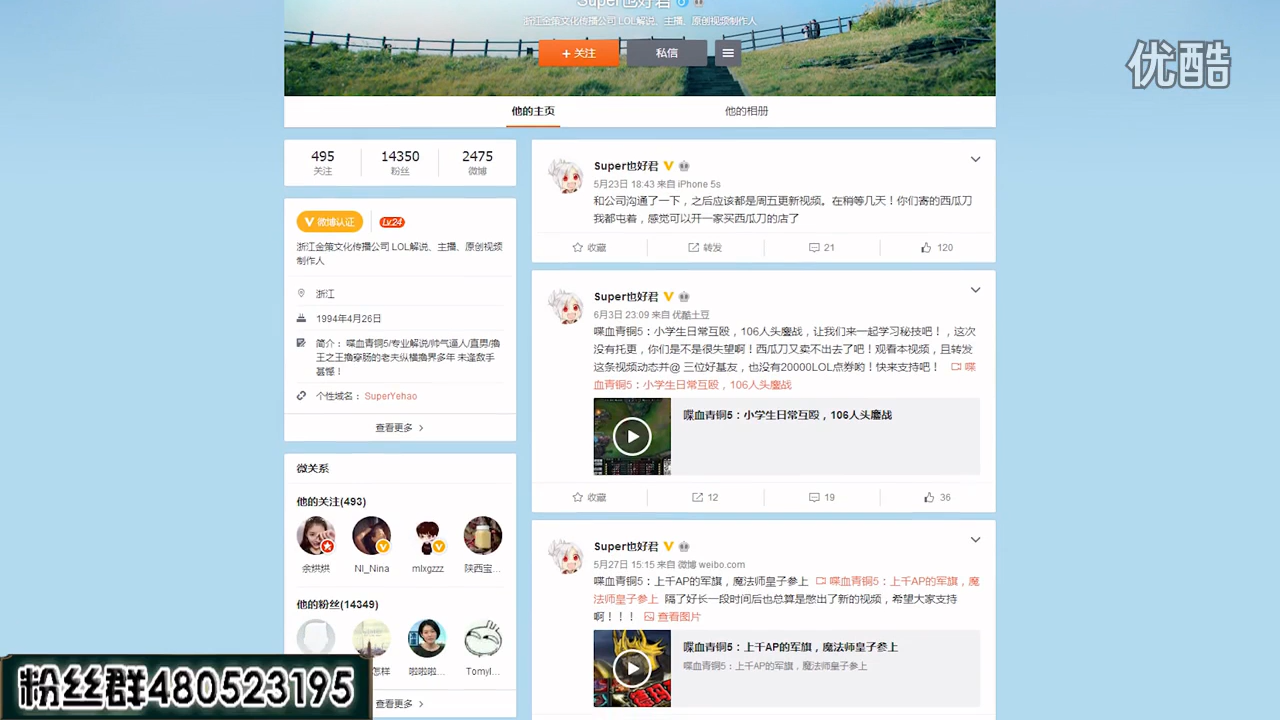 Super也好君
浙江金策文化传播公司 LOL解说、主播、原创视频制作人
+ 关注
私信
优酷
他的主页
他的相册
495
关注
14350
粉丝
2475
微博
微博认证
Lv.24
浙江金策文化传播公司 LOL解说、主播、原创视频
制作人
浙江
1994年4月26日
简介： 喋血青铜5/专业解说/帅气逼人/直男/撸
王之王撸穿肠的老夫纵横撸界多年 未逢敌手
甚憾！
个性域名： SuperYehao
查看更多
微关系
他的关注(493)
余烘烘
NI_Nina
mlxgzzz
陕西宝...
他的粉丝(14349)
怎样
啦啦啦...
Tomyl...
查看更多
粉丝群480523195
Super也好君
5月23日 18:43 来自 iPhone 5s
和公司沟通了一下，之后应该都是周五更新视频。在稍等几天！你们寄的西瓜刀
我都屯着，感觉可以开一家买西瓜刀的店了
收藏
转发
21
120
Super也好君
6月3日 23:09 来自 优酷土豆
喋血青铜5：小学生日常互殴，106人头鏖战，让我们来一起学习秘技吧！，这次
没有托更，你们是不是很失望啊！西瓜刀又卖不出去了吧！观看本视频，且转发
这条视频动态并@ 三位好基友，也没有20000LOL点券哟！快来支持吧！ 喋
血青铜5：小学生日常互殴，106人头鏖战
喋血青铜5：小学生日常互殴，106人头鏖战
收藏
12
19
36
Super也好君
5月27日 15:15 来自 微博 weibo.com
喋血青铜5：上千AP的军旗，魔法师皇子参上 喋血青铜5：上千AP的军旗，魔
法师皇子参上 隔了好长一段时间后也总算是憋出了新的视频，希望大家支持
啊！！！ 查看图片
喋血青铜5：上千AP的军旗，魔法师皇子参上
喋血青铜5：上千AP的军旗，魔法师皇子参上